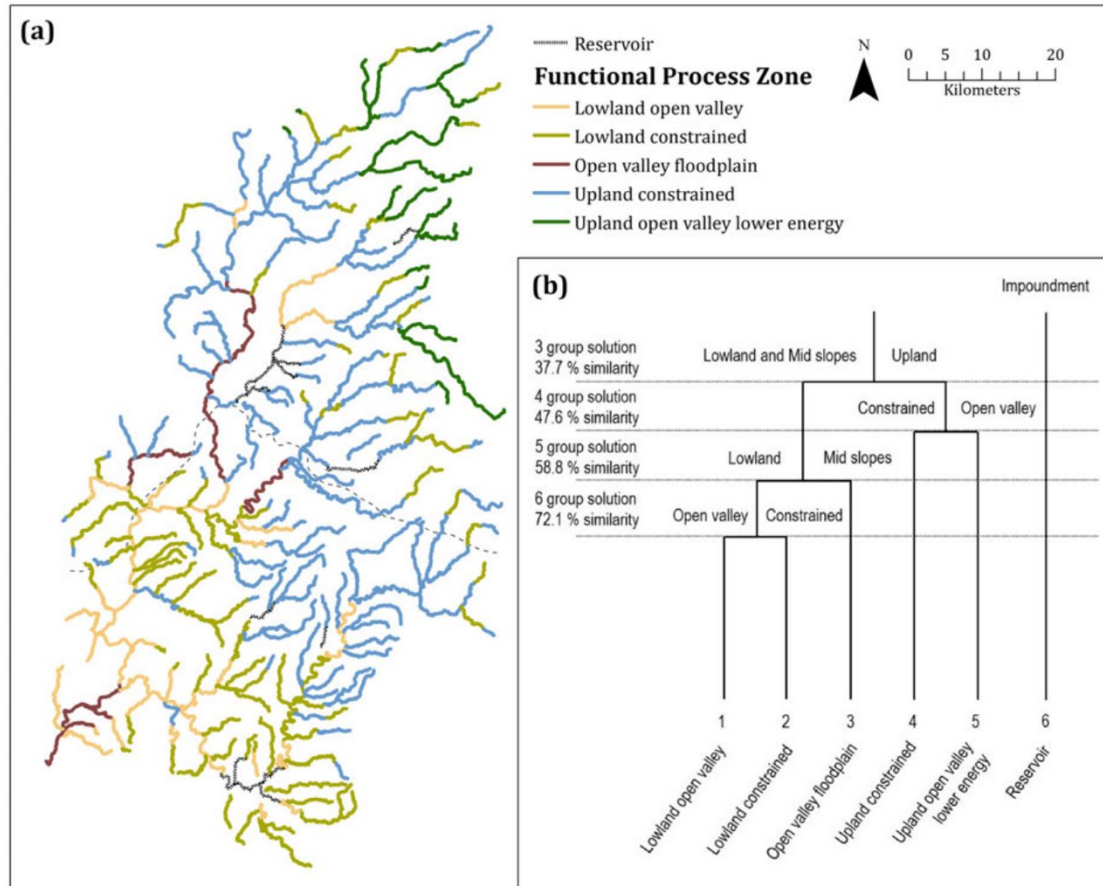 (a)
Reservoir
Functional Process Zone
Lowland open valley
Lowland constrained
Open valley floodplain
Upland constrained
Upland open valley lower energy
N
0 5 10 20
Kilometers
(b)
Impoundment
3 group solution
37.7 % similarity
Lowland and Mid slopes
Upland
4 group solution
47.6 % similarity
Constrained
Open valley
5 group solution
58.8 % similarity
Lowland
Mid slopes
6 group solution
72.1 % similarity
Open valley
Constrained
1 2 3 4 5 6
Lowland open valley
Lowland constrained
Open valley floodplain
Upland constrained
Upland open valley
lower energy
Reservoir